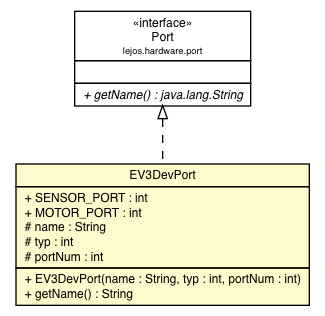 «interface»
Port
lejos.hardware.port
+ getName() : java.lang.String
EV3DevPort
+ SENSOR_PORT : int
+ MOTOR_PORT : int
# name : String
# typ : int
# portNum : int
+ EV3DevPort(name : String, typ : int, portNum : int)
+ getName() : String